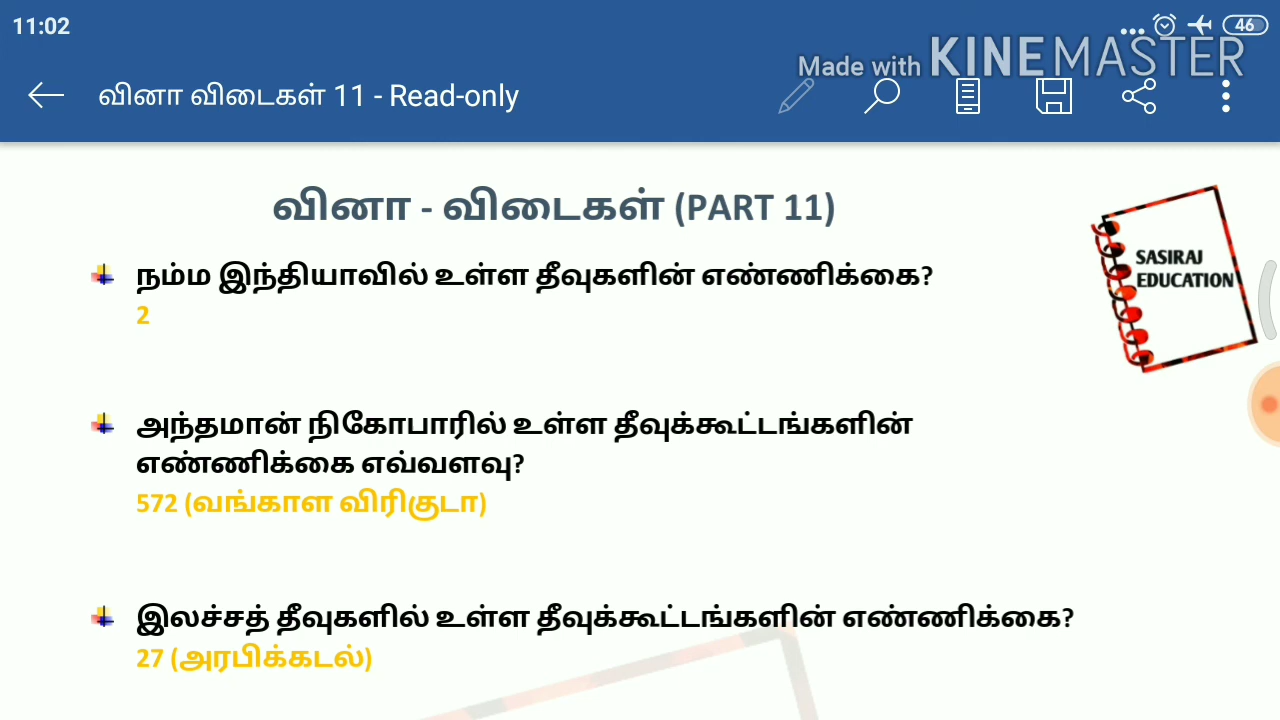 11:02
46
Made with KINEMASTER
வினா விடைகள் 11 - Read-only
வினா - விடைகள் (PART 11)
SASIRAJ
EDUCATION
நம்ம இந்தியாவில் உள்ள தீவுகளின் எண்ணிக்கை?
2
அந்தமான் நிகோபாரில் உள்ள தீவுக்கூட்டங்களின்
எண்ணிக்கை எவ்வளவு?
572 (வங்காள விரிகுடா)
இலச்சத் தீவுகளில் உள்ள தீவுக்கூட்டங்களின் எண்ணிக்கை?
27 (அரபிக்கடல்)